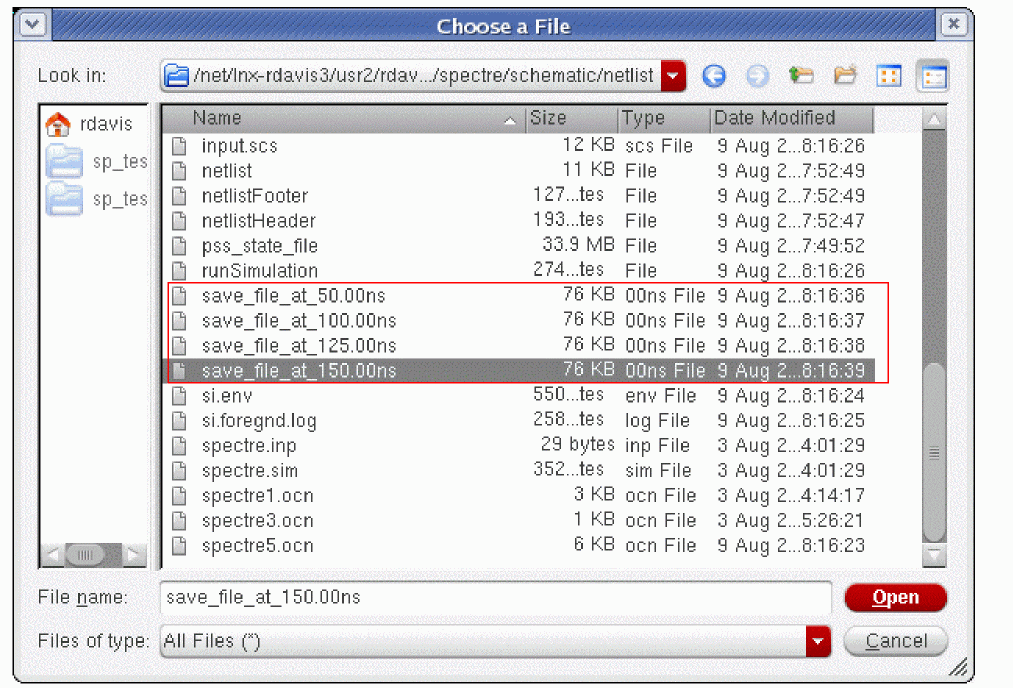 Choose a File
Look in: /net/lnx-rdavis3/usr2/rdav.../spectre/schematic/netlist
rdavis
sp_tes
sp_tes
Name Size Type Date Modified
input.scs 12 KB scs File 9 Aug 2...8:16:26
netlist 11 KB File 9 Aug 2...7:52:49
netlistFooter 127...tes File 9 Aug 2...7:52:49
netlistHeader 193...tes File 9 Aug 2...7:52:47
pss_state_file 33.9 MB File 9 Aug 2...7:49:52
runSimulation 274...tes File 9 Aug 2...8:16:26
save_file_at_50.00ns 76 KB 00ns File 9 Aug 2...8:16:36
save_file_at_100.00ns 76 KB 00ns File 9 Aug 2...8:16:37
save_file_at_125.00ns 76 KB 00ns File 9 Aug 2...8:16:38
save_file_at_150.00ns 76 KB 00ns File 9 Aug 2...8:16:39
si.env 550...tes env File 9 Aug 2...8:16:24
si.foregnd.log 258...tes log File 9 Aug 2...8:16:25
spectre.inp 29 bytes inp File 3 Aug 2...4:01:29
spectre.sim 352...tes sim File 3 Aug 2...4:01:29
spectre1.ocn 3 KB ocn File 3 Aug 2...4:14:17
spectre3.ocn 1 KB ocn File 3 Aug 2...5:26:21
spectre5.ocn 6 KB ocn File 9 Aug 2...8:16:23
File name: save_file_at_150.00ns Open
Files of type: All Files (*) Cancel